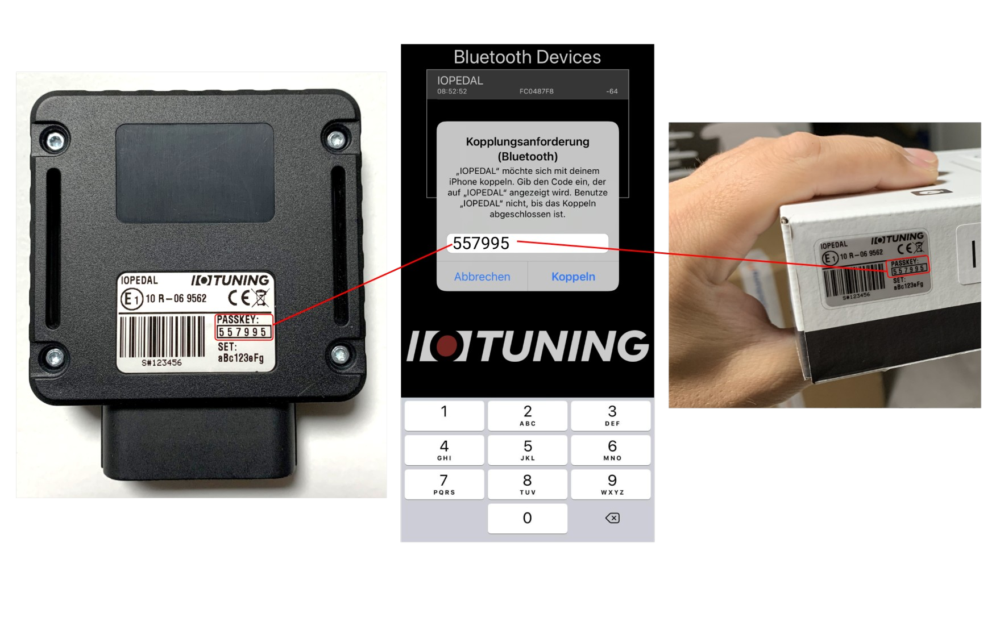 IOPEDAL
IOTUNING
E1 10 R-06 9562 CE
PASSKEY:
557995
SET:
aBc123eFg
S#123456
Bluetooth Devices
IOPEDAL
08:52:52 FC0487F8 -64
Kopplungsanforderung
(Bluetooth)
„IOPEDAL“ möchte sich mit deinem
iPhone koppeln. Gib den Code ein, der
auf „IOPEDAL“ angezeigt wird. Benutze
„IOPEDAL“ nicht, bis das Koppeln
abgeschlossen ist.
557995
Abbrechen Koppeln
IOTUNING
1 2 3
ABC DEF
4 5 6
GHI JKL MNO
7 8 9
PQRS TUV WXYZ
0
IOPEDAL
IOTUNING
E1 10 R-06 9562 CE
PASSKEY:
557995
SET:
aBc123eFg
S#123456